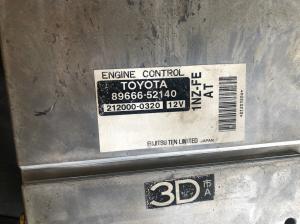 ENGINE CONTROL
TOYOTA
89666-52140
212000-0320 12V
1NZ-FE
AT
FUJITSU TEN LIMITED JAPAN
3D